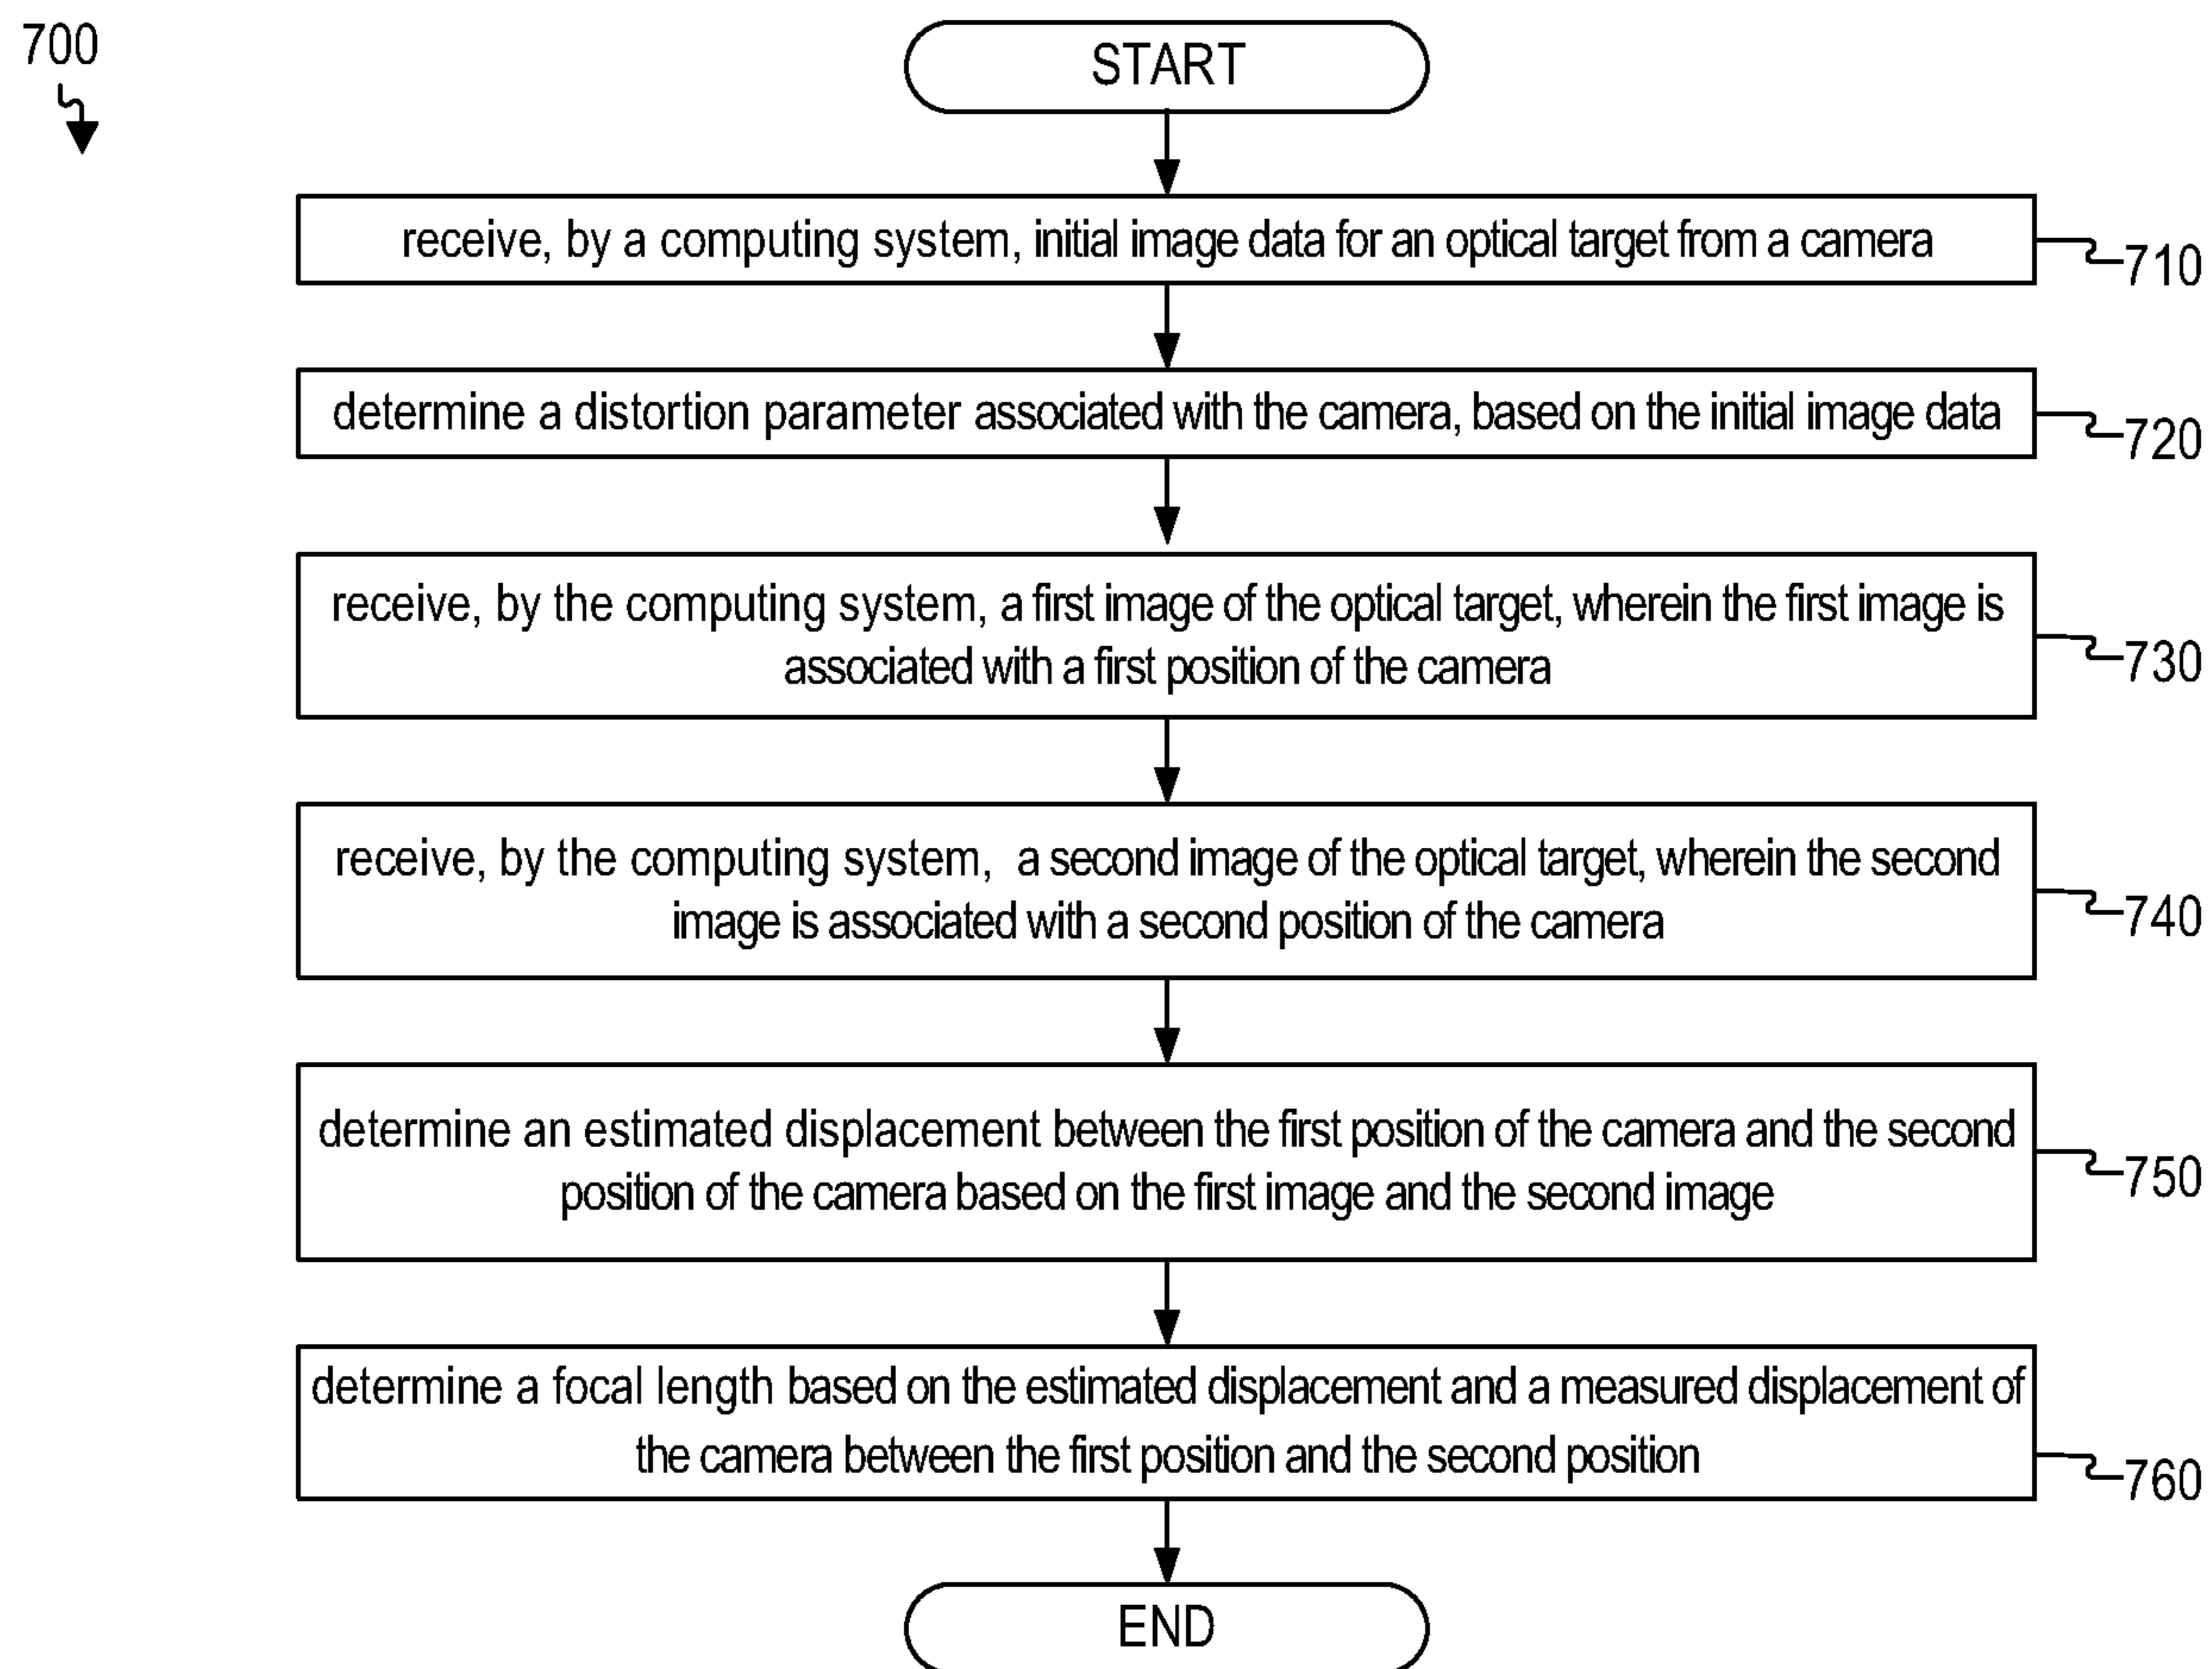 700
START
receive, by a computing system, initial image data for an optical target from a camera
710
determine a distortion parameter associated with the camera, based on the initial image data
720
receive, by the computing system, a first image of the optical target, wherein the first image is
associated with a first position of the camera
730
receive, by the computing system, a second image of the optical target, wherein the second
image is associated with a second position of the camera
740
determine an estimated displacement between the first position of the camera and the second
position of the camera based on the first image and the second image
750
determine a focal length based on the estimated displacement and a measured displacement of
the camera between the first position and the second position
760
END